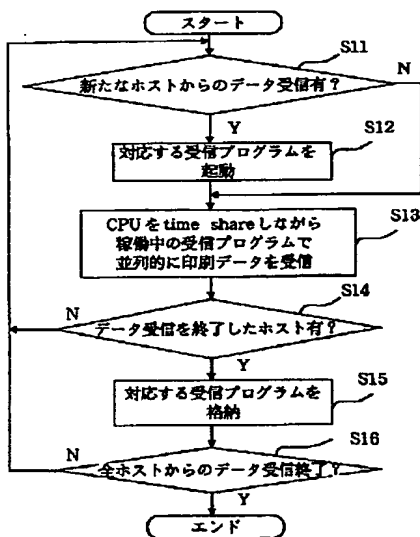 スタート
S11
新たなホストからのデータ受信有?
N
Y
S12
対応する受信プログラムを
起動
S13
CPUをtime shareしながら
稼働中の受信プログラムで
並列的に印刷データを受信
S14
N
データ受信を終了したホスト有?
Y
S15
対応する受信プログラムを
格納
S16
N
全ホストからのデータ受信終了?
Y
エンド